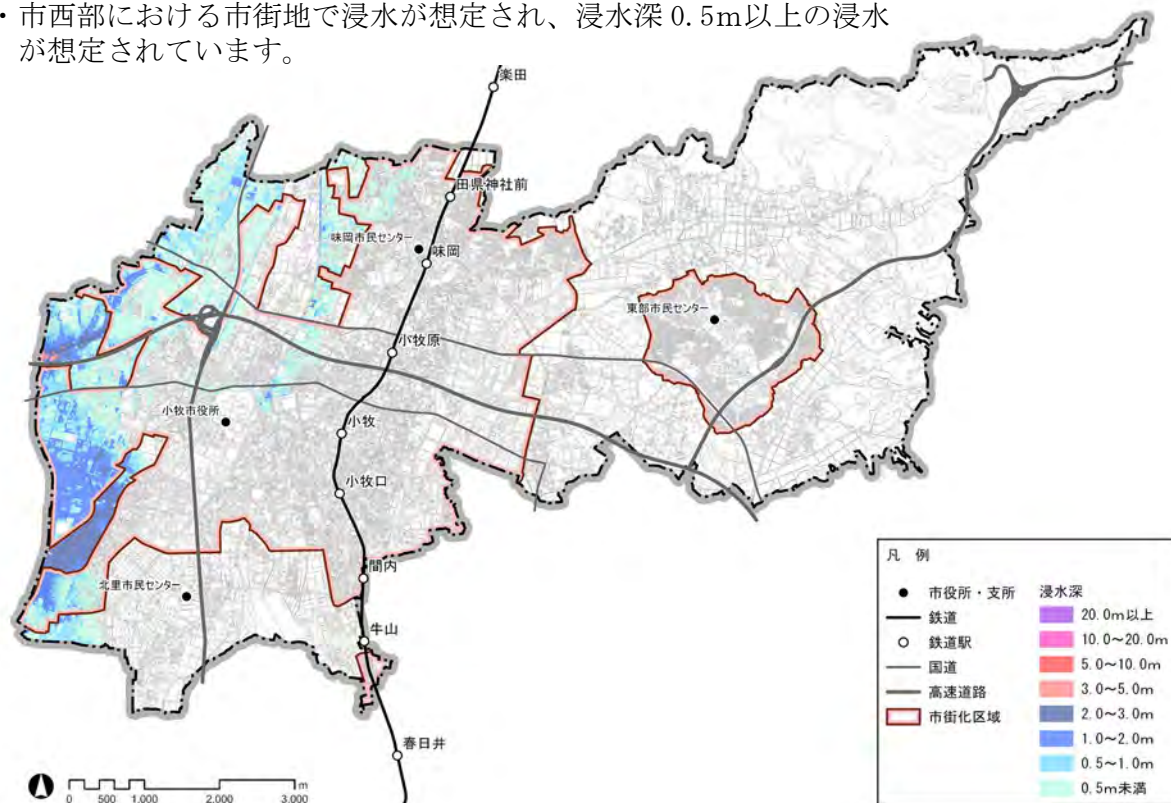 ・市西部における市街地で浸水が想定され、浸水深 0.5m以上の浸水
が想定されています。
楽田
田県神社前
味岡市民センター
味岡
東部市民センター
小牧原
小牧市役所
小牧
小牧口
間内
北里市民センター
牛山
春日井
0 500 1,000 2,000 3,000 m
凡 例
市役所・支所
鉄道
鉄道駅
国道
高速道路
市街化区域
浸水深
20.0m以上
10.0～20.0m
5.0～10.0m
3.0～5.0m
2.0～3.0m
1.0～2.0m
0.5～1.0m
0.5m未満